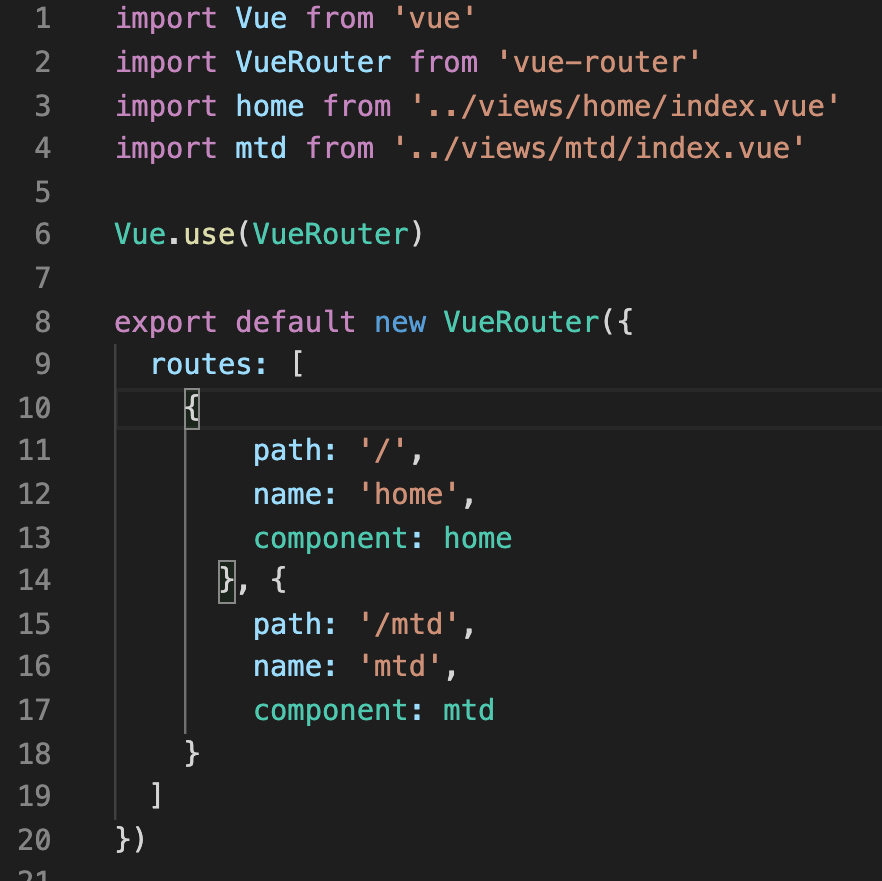 1 import Vue from 'vue'
2 import VueRouter from 'vue-router'
3 import home from '../views/home/index.vue'
4 import mtd from '../views/mtd/index.vue'
5
6 Vue.use(VueRouter)
7
8 export default new VueRouter({
9   routes: [
10     {
11         path: '/',
12         name: 'home',
13         component: home
14       }, {
15         path: '/mtd',
16         name: 'mtd',
17         component: mtd
18     }
19   ]
20 })
21